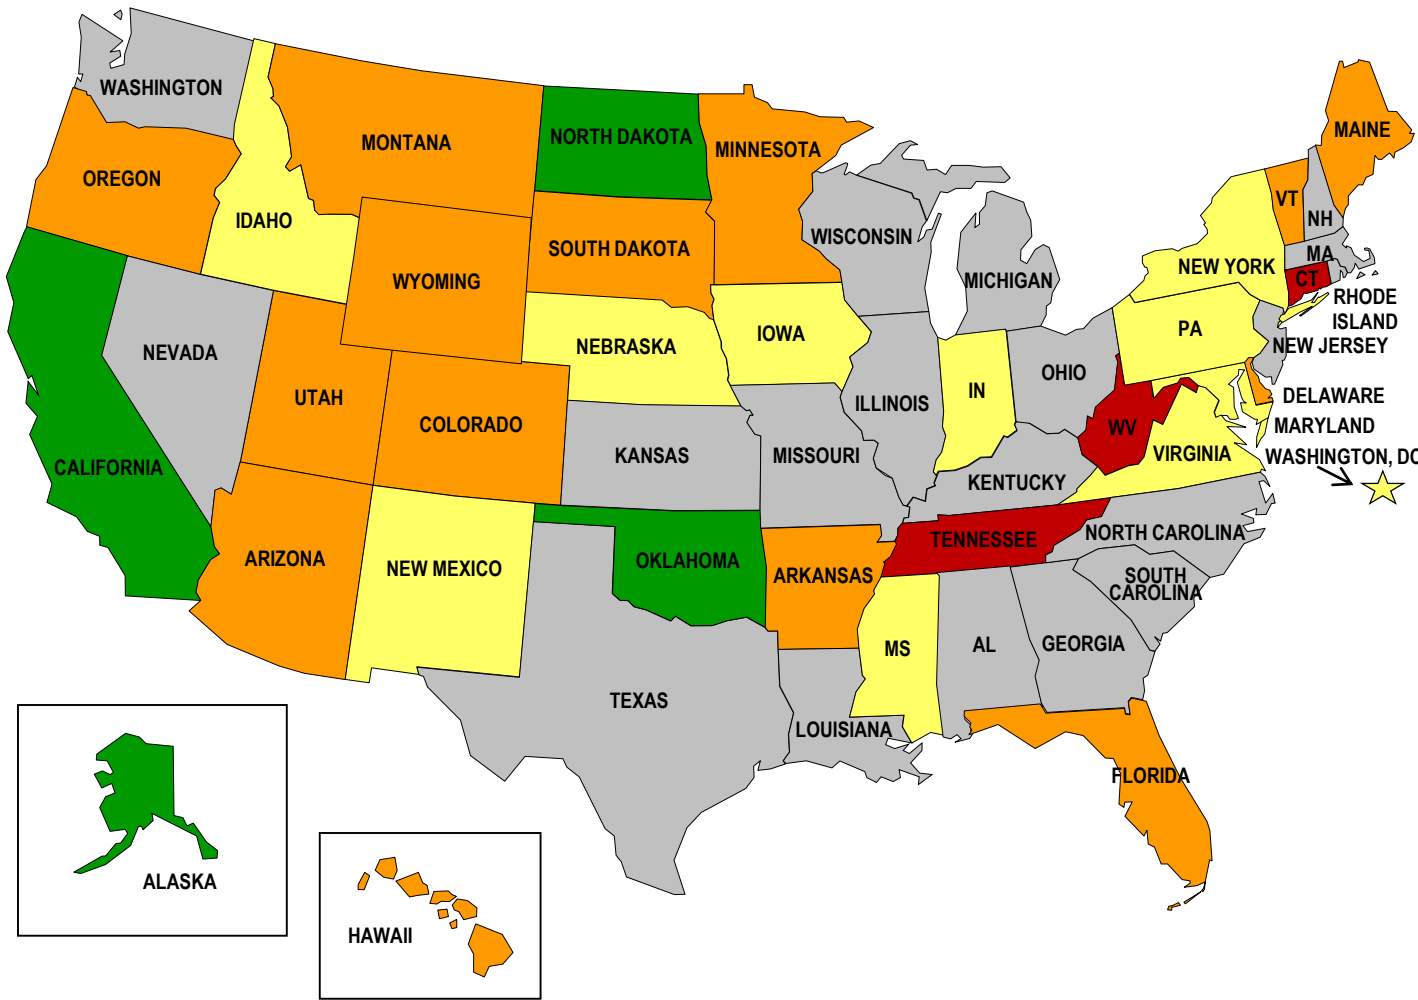 WASHINGTON
MONTANA
NORTH DAKOTA
MINNESOTA
MAINE
OREGON
IDAHO
SOUTH DAKOTA
WISCONSIN
VT
NH
MA
WYOMING
MICHIGAN
NEW YORK
CT
RHODE
ISLAND
NEVADA
NEBRASKA
IOWA
PA
NEW JERSEY
UTAH
COLORADO
ILLINOIS
IN
OHIO
DELAWARE
MARYLAND
CALIFORNIA
KANSAS
MISSOURI
WV
VIRGINIA
WASHINGTON, DC
KENTUCKY
ARIZONA
NEW MEXICO
OKLAHOMA
ARKANSAS
TENNESSEE
NORTH CAROLINA
SOUTH
CAROLINA
TEXAS
LOUISIANA
MS
AL
GEORGIA
FLORIDA
ALASKA
HAWAII